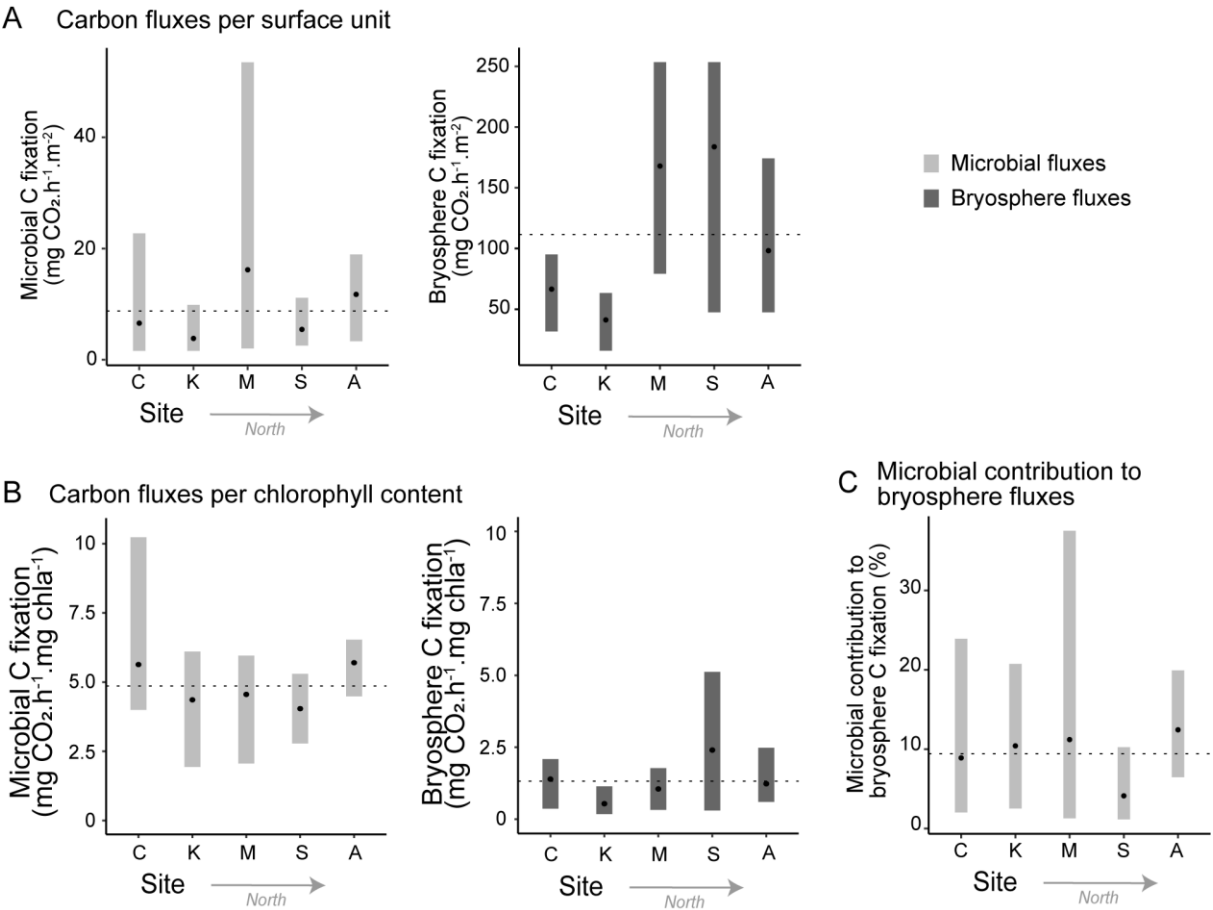 A Carbon fluxes per surface unit
Microbial C fixation
(mg CO₂.h⁻¹.m⁻²)
40
20
0
C K M S A
Site
North
Bryosphere C fixation
(mg CO₂.h⁻¹.m⁻²)
250
200
150
100
50
C K M S A
Site
North
Microbial fluxes
Bryosphere fluxes
B Carbon fluxes per chlorophyll content
Microbial C fixation
(mg CO₂.h⁻¹.mg chla⁻¹)
10
7.5
5.0
2.5
0
C K M S A
Site
North
Bryosphere C fixation
(mg CO₂.h⁻¹.mg chla⁻¹)
10
7.5
5.0
2.5
0
C K M S A
Site
North
C Microbial contribution to
bryosphere fluxes
Microbial contribution to
bryosphere C fixation (%)
30
20
10
0
C K M S A
Site
North